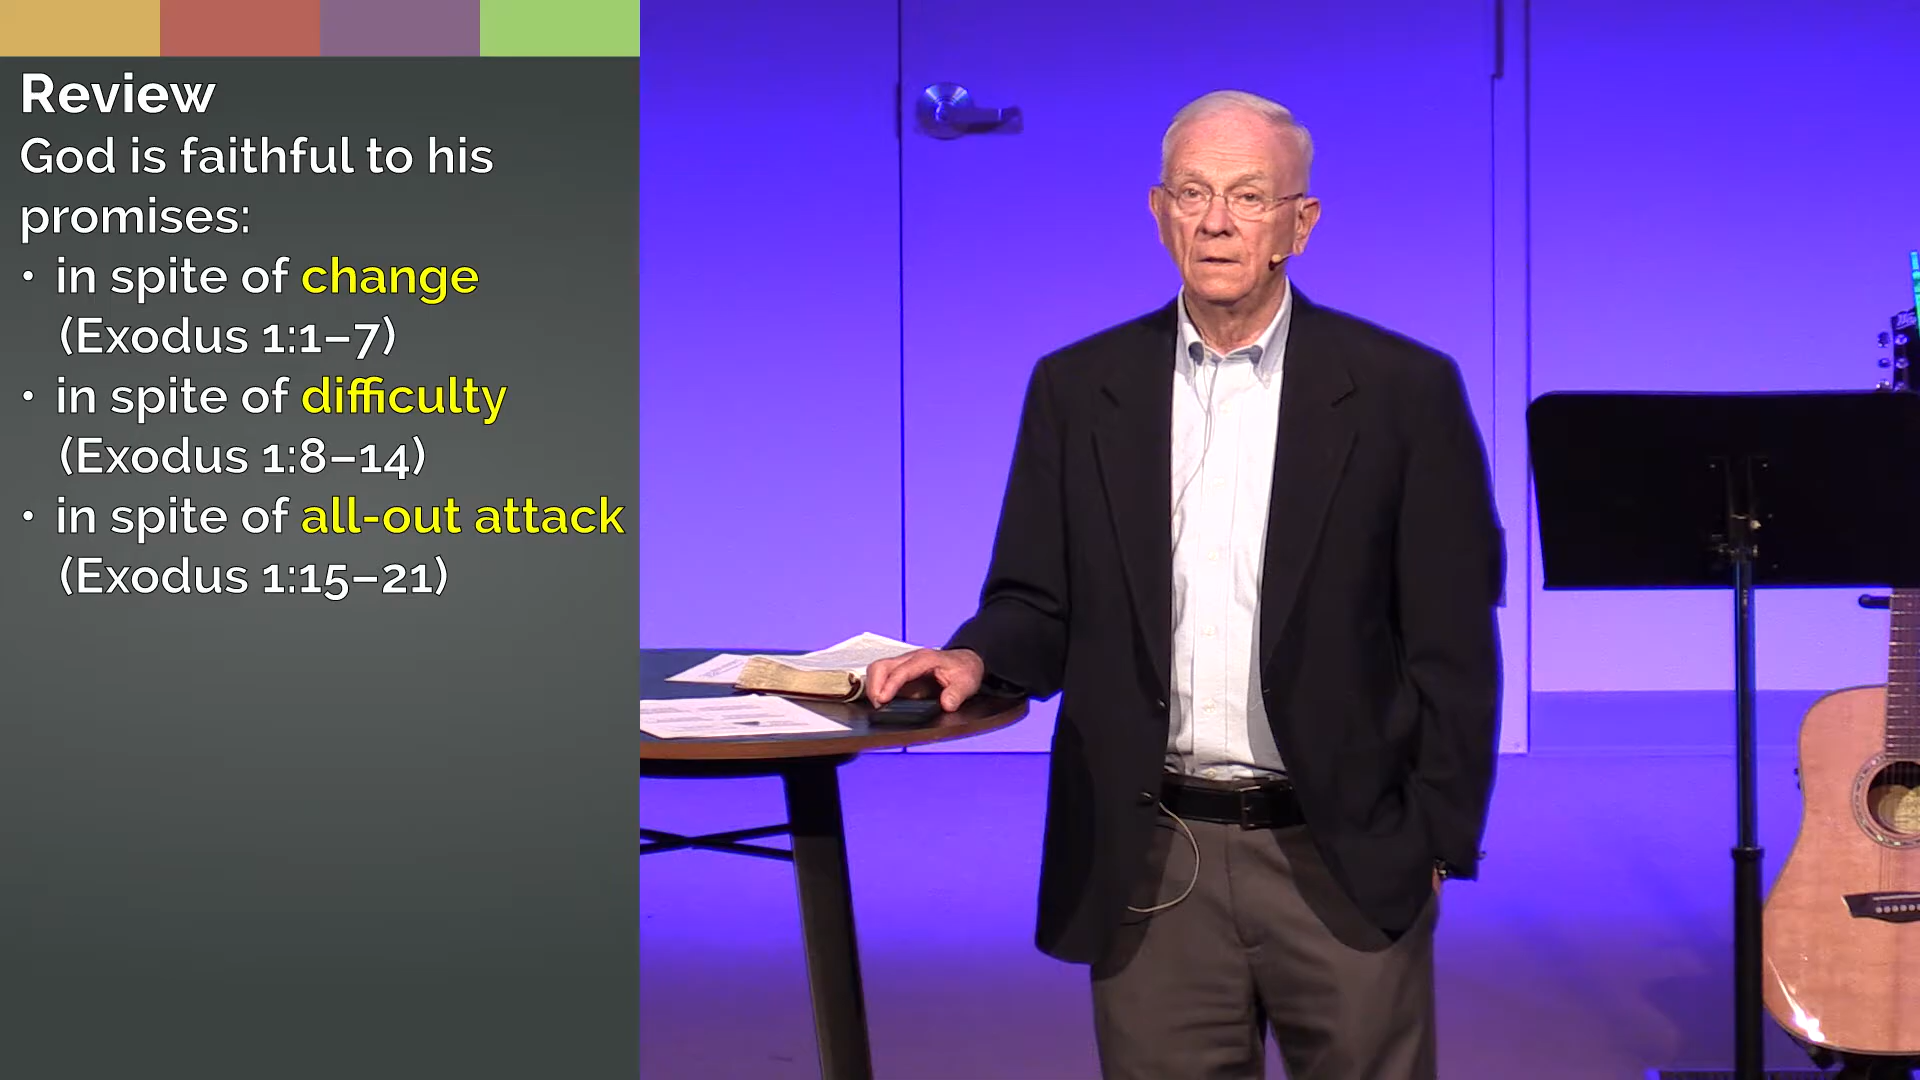 Review
God is faithful to his
promises:
• in spite of change
(Exodus 1:1–7)
• in spite of difficulty
(Exodus 1:8–14)
• in spite of all-out attack
(Exodus 1:15–21)